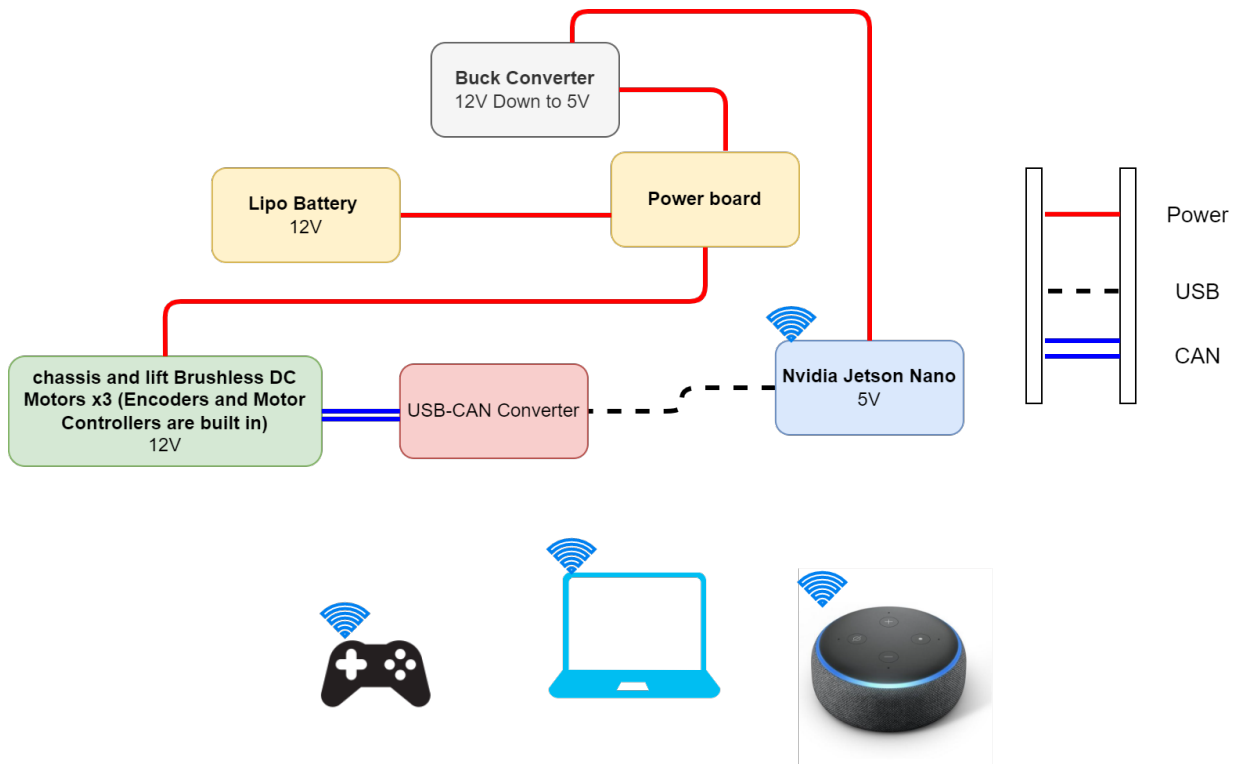 Buck Converter
12V Down to 5V
Lipo Battery
12V
Power board
Power
USB
CAN
chassis and lift Brushless DC
Motors x3 (Encoders and Motor
Controllers are built in)
12V
USB-CAN Converter
Nvidia Jetson Nano
5V